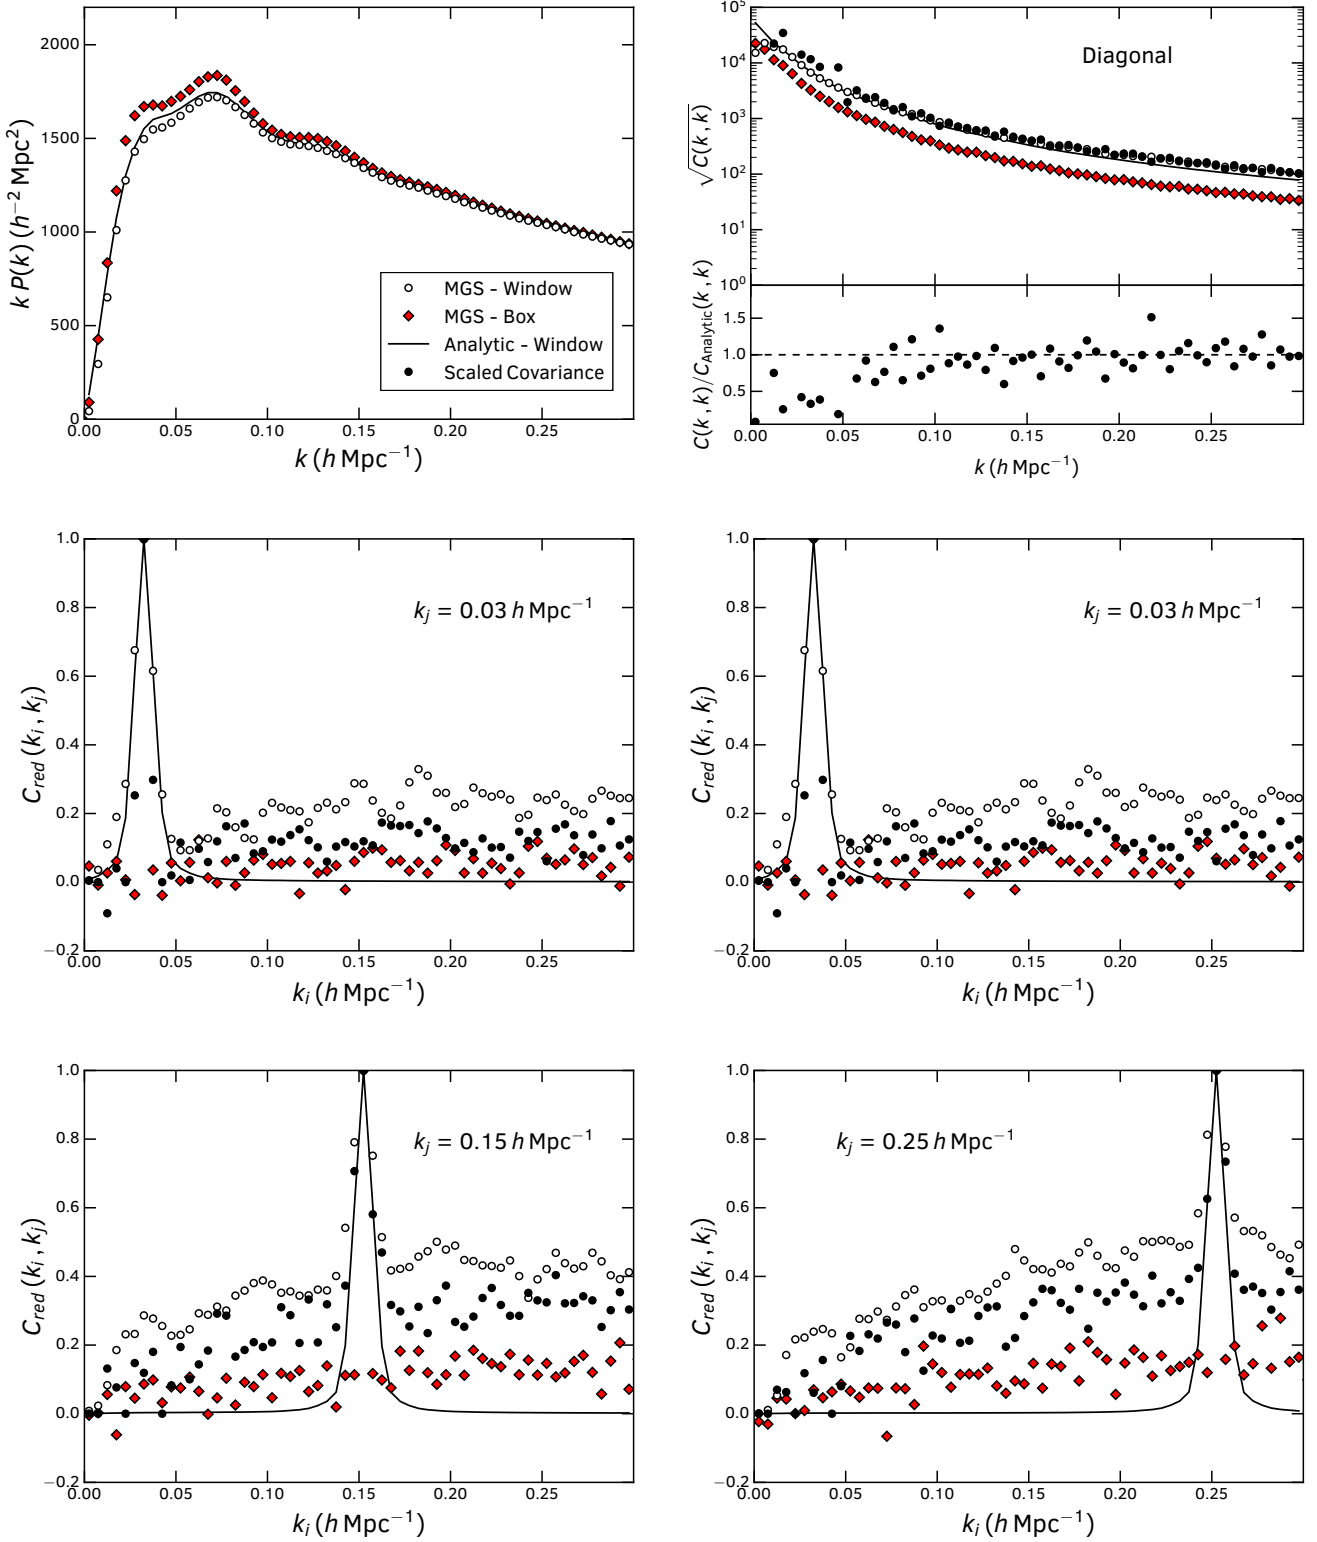 2000
1500
1000
500
0
0.00 0.05 0.10 0.15 0.20 0.25
k P(k) (h⁻² Mpc²)
k (h Mpc⁻¹)
MGS - Window
MGS - Box
Analytic - Window
Scaled Covariance
10⁵
10⁴
10³
10²
10¹
10⁰
√C(k, k)
Diagonal
1.5
1.0
0.5
C(k, k)/C_Analytic(k, k)
0.00 0.05 0.10 0.15 0.20 0.25
k (h Mpc⁻¹)
1.0
0.8
0.6
0.4
0.2
0.0
−0.2
C_red (k_i, k_j)
k_j = 0.03 h Mpc⁻¹
0.00 0.05 0.10 0.15 0.20 0.25
k_i (h Mpc⁻¹)
1.0
0.8
0.6
0.4
0.2
0.0
−0.2
C_red (k_i, k_j)
k_j = 0.03 h Mpc⁻¹
0.00 0.05 0.10 0.15 0.20 0.25
k_i (h Mpc⁻¹)
1.0
0.8
0.6
0.4
0.2
0.0
−0.2
C_red (k_i, k_j)
k_j = 0.15 h Mpc⁻¹
0.00 0.05 0.10 0.15 0.20 0.25
k_i (h Mpc⁻¹)
1.0
0.8
0.6
0.4
0.2
0.0
−0.2
C_red (k_i, k_j)
k_j = 0.25 h Mpc⁻¹
0.00 0.05 0.10 0.15 0.20 0.25
k_i (h Mpc⁻¹)